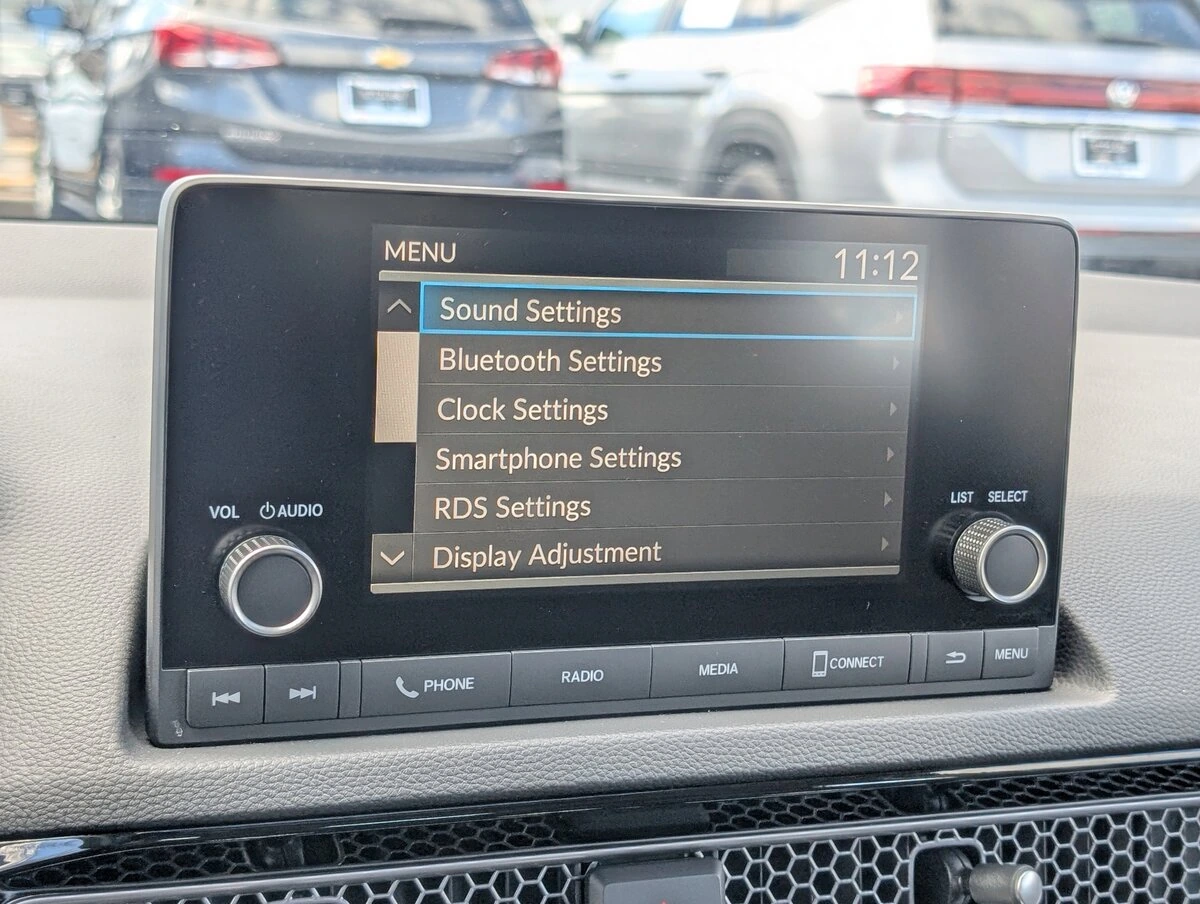 MENU
11:12
Sound Settings
Bluetooth Settings
Clock Settings
Smartphone Settings
RDS Settings
Display Adjustment
VOL
AUDIO
LIST
SELECT
PHONE
RADIO
MEDIA
CONNECT
MENU